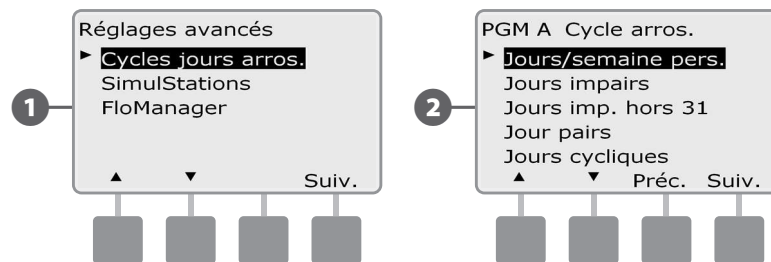 1
Réglages avancés
► Cycles jours arros.
SimulStations
FloManager
▲ ▼ Suiv.
2
PGM A Cycle arros.
► Jours/semaine pers.
Jours impairs
Jours imp. hors 31
Jour pairs
Jours cycliques
▲ ▼ Préc. Suiv.